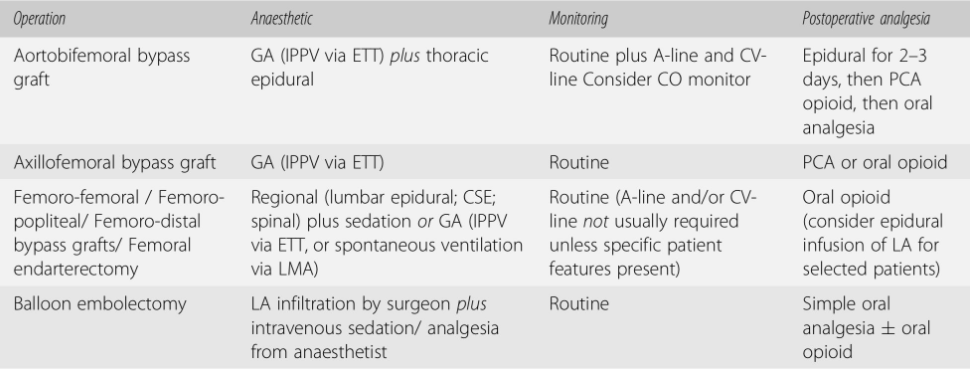 Operation
Anaesthetic
Monitoring
Postoperative analgesia
Aortobifemoral bypass
graft
GA (IPPV via ETT) plus thoracic
epidural
Routine plus A-line and CV-
line Consider CO monitor
Epidural for 2–3
days, then PCA
opioid, then oral
analgesia
Axillofemoral bypass graft
GA (IPPV via ETT)
Routine
PCA or oral opioid
Femoro-femoral / Femoro-
popliteal/ Femoro-distal
bypass grafts/ Femoral
endarterectomy
Regional (lumbar epidural; CSE;
spinal) plus sedation or GA (IPPV
via ETT, or spontaneous ventilation
via LMA)
Routine (A-line and/or CV-
line not usually required
unless specific patient
features present)
Oral opioid
(consider epidural
infusion of LA for
selected patients)
Balloon embolectomy
LA infiltration by surgeon plus
intravenous sedation/ analgesia
from anaesthetist
Routine
Simple oral
analgesia ± oral
opioid